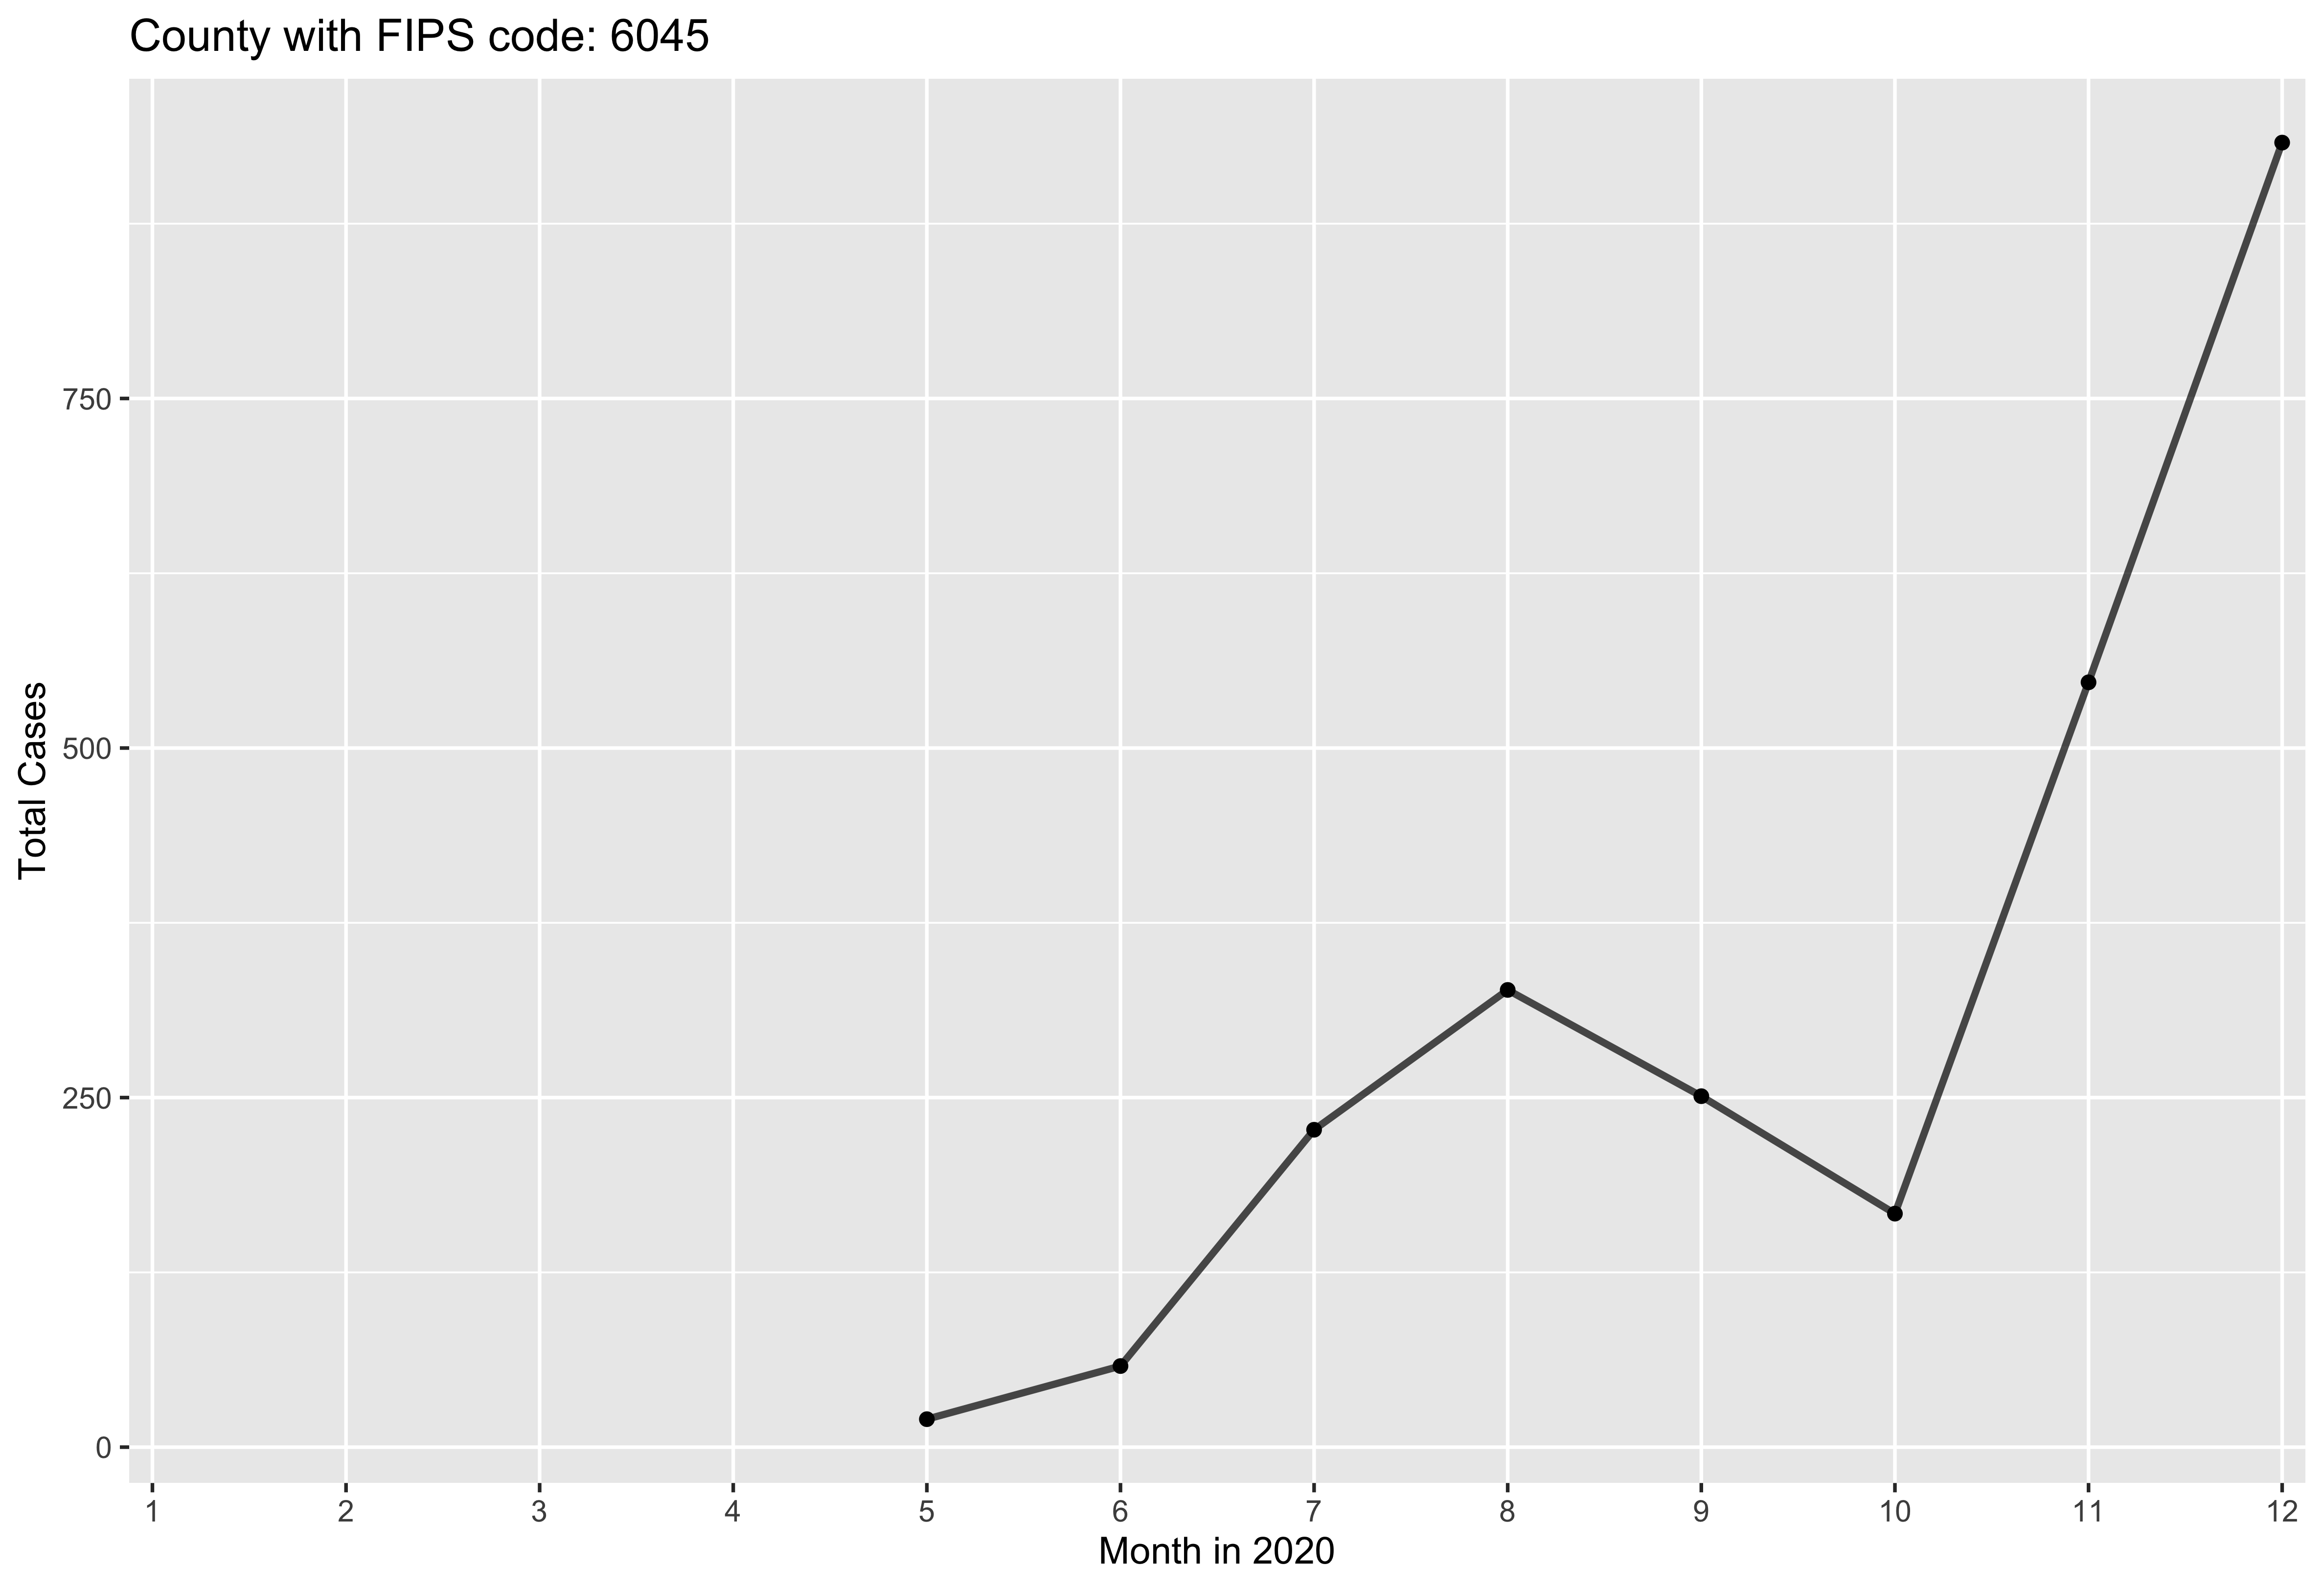 County with FIPS code: 6045
Total Cases
750
500
250
0
1 2 3 4 5 6 7 8 9 10 11 12
Month in 2020